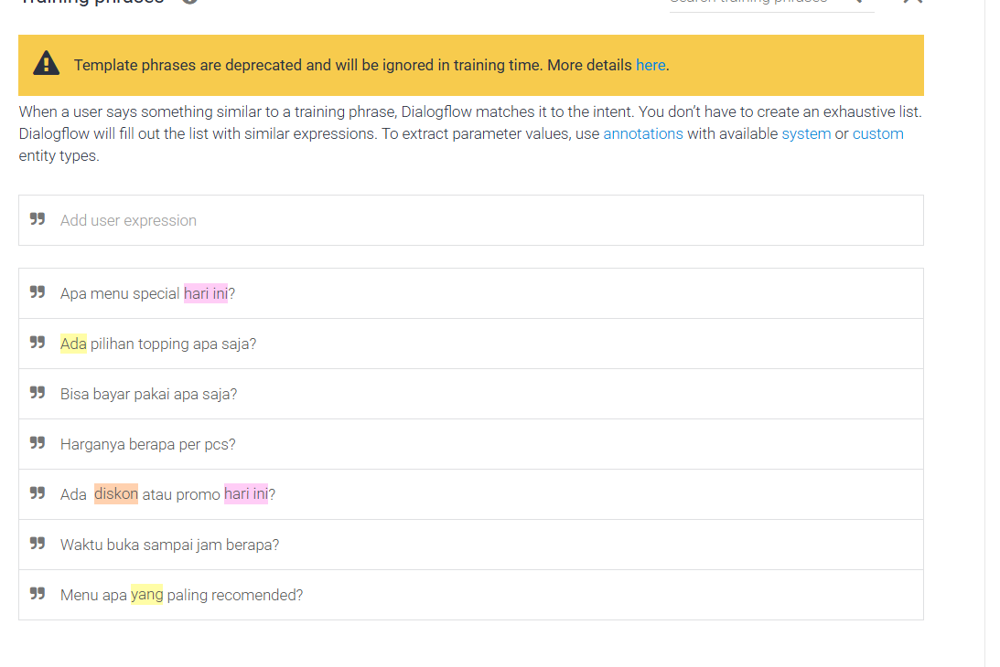 Training phrases
Search training phrases
Template phrases are deprecated and will be ignored in training time. More details here.
When a user says something similar to a training phrase, Dialogflow matches it to the intent. You don’t have to create an exhaustive list.
Dialogflow will fill out the list with similar expressions. To extract parameter values, use annotations with available system or custom
entity types.
Add user expression
Apa menu special hari ini?
Ada pilihan topping apa saja?
Bisa bayar pakai apa saja?
Harganya berapa per pcs?
Ada diskon atau promo hari ini?
Waktu buka sampai jam berapa?
Menu apa yang paling recomended?